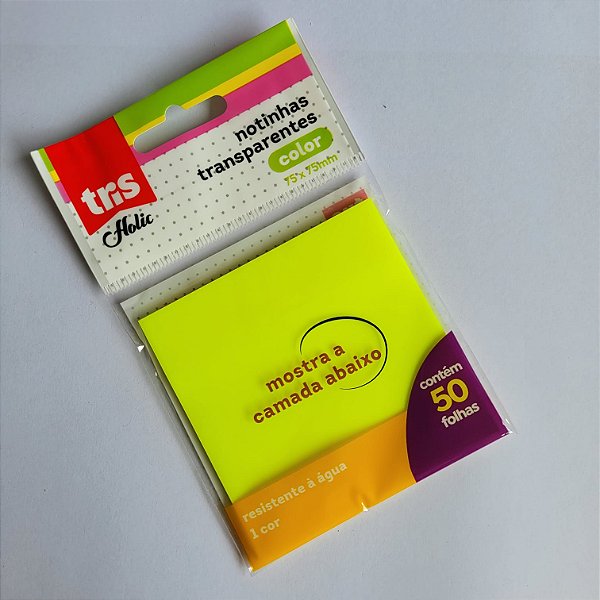 tris
Holic
notinhas
transparentes
color
75 x 75mm
mostra a
camada abaixo
contém
50
folhas
resistente à água
1 cor